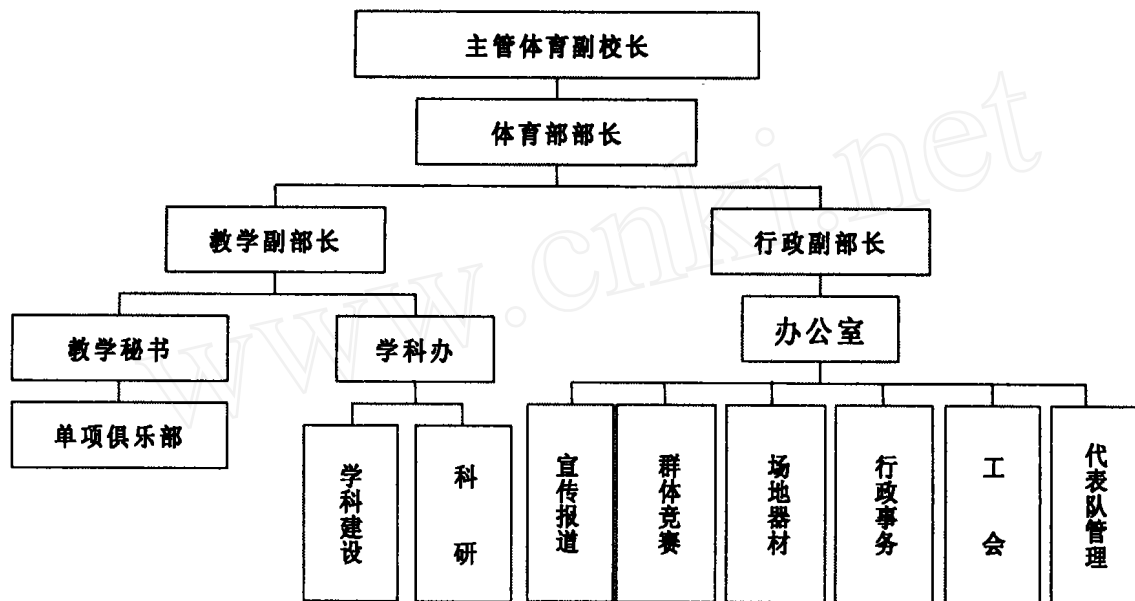 主管体育副校长
体育部部长
教学副部长
行政副部长
教学秘书
学科办
办公室
单项俱乐部
学科建设
科研
宣传报道
群体竞赛
场地器材
行政事务
工会
代表队管理
www.cnki.net